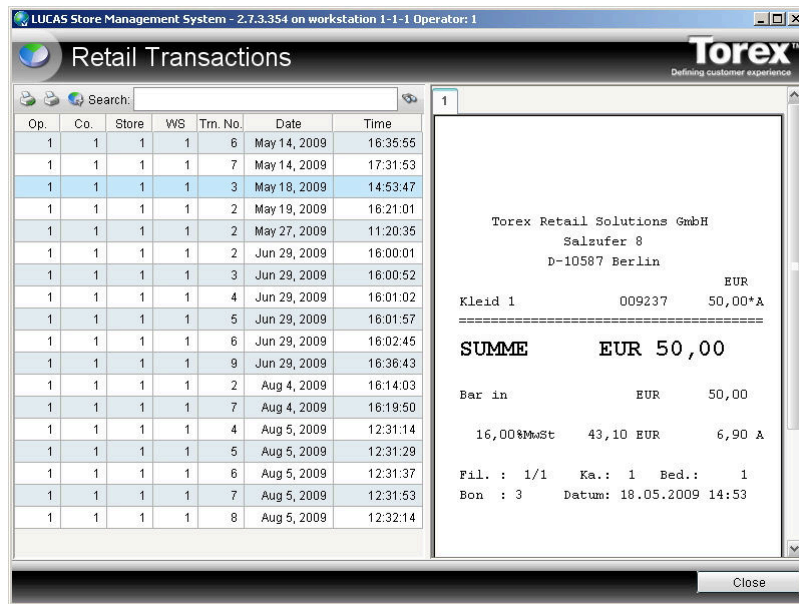 LUCAS Store Management System - 2.7.3.354 on workstation 1-1-1 Operator: 1
Retail Transactions
Torex™
Defining customer experience
Search:
Op. Co. Store WS Trn. No. Date Time
1 1 1 1 6 May 14, 2009 16:35:55
1 1 1 1 7 May 14, 2009 17:31:53
1 1 1 1 3 May 18, 2009 14:53:47
1 1 1 1 2 May 19, 2009 16:21:01
1 1 1 1 2 May 27, 2009 11:20:35
1 1 1 1 2 Jun 29, 2009 16:00:01
1 1 1 1 3 Jun 29, 2009 16:00:52
1 1 1 1 4 Jun 29, 2009 16:01:02
1 1 1 1 5 Jun 29, 2009 16:01:57
1 1 1 1 6 Jun 29, 2009 16:02:45
1 1 1 1 9 Jun 29, 2009 16:36:43
1 1 1 1 2 Aug 4, 2009 16:14:03
1 1 1 1 7 Aug 4, 2009 16:19:50
1 1 1 1 4 Aug 5, 2009 12:31:14
1 1 1 1 5 Aug 5, 2009 12:31:29
1 1 1 1 6 Aug 5, 2009 12:31:37
1 1 1 1 7 Aug 5, 2009 12:31:53
1 1 1 1 8 Aug 5, 2009 12:32:14
1
Torex Retail Solutions GmbH
Salzufer 8
D-10587 Berlin
EUR
Kleid 1 009237 50,00*A
======================================
SUMME EUR 50,00
Bar in EUR 50,00
16,00%MwSt 43,10 EUR 6,90 A
Fil. : 1/1 Ka.: 1 Bed.: 1
Bon : 3 Datum: 18.05.2009 14:53
Close